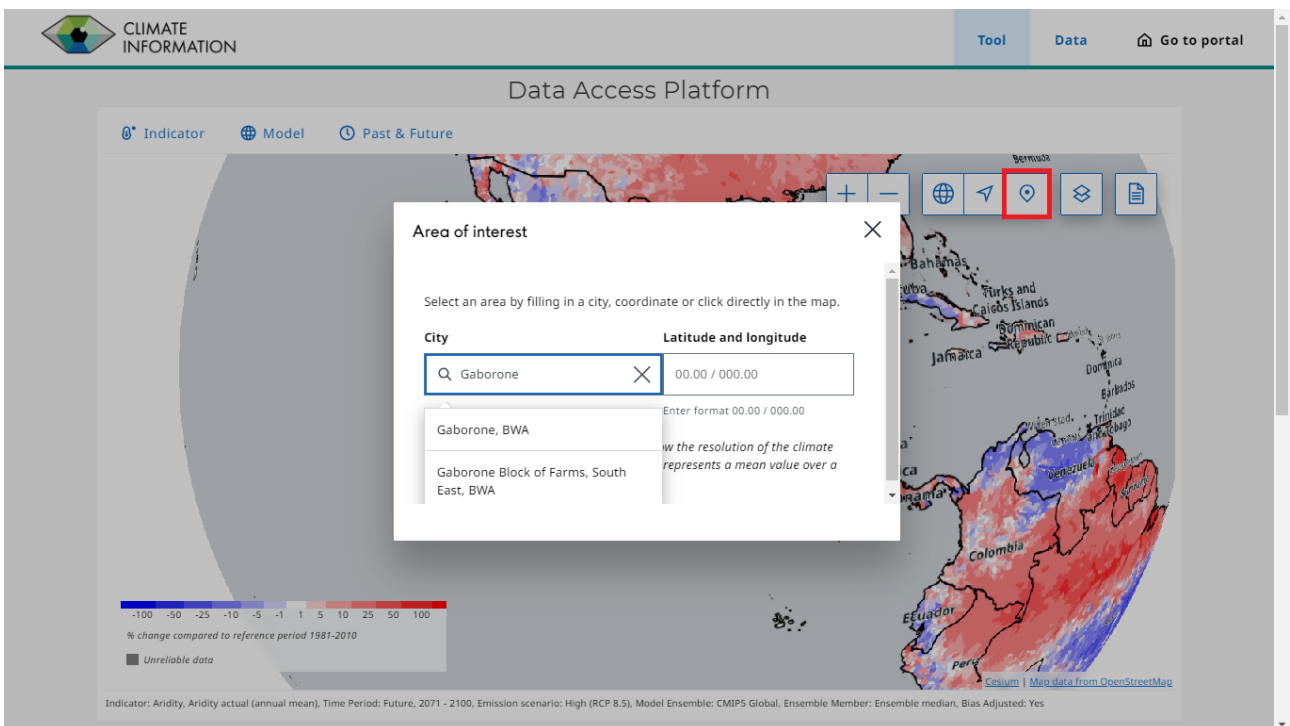 CLIMATE
INFORMATION
Tool
Data
Go to portal
Data Access Platform
Indicator
Model
Past & Future
Bermuda
Area of interest
Bahamas
Cuba
Turks and
Caicos Islands
Select an area by filling in a city, coordinate or click directly in the map.
Dominican
Republic
Jamaica
City
Latitude and longitude
Dominica
Gaborone
00.00 / 000.00
Barbados
Enter format 00.00 / 000.00
Trinidad
Gaborone, BWA
ow the resolution of the climate
represents a mean value over a
Venezuela
Gaborone Block of Farms, South
East, BWA
Panama
Colombia
Ecuador
Peru
-100 -50 -25 -10 -5 -1 1 5 10 25 50 100
% change compared to reference period 1981-2010
Unreliable data
Cesium | Map data from OpenStreetMap
Indicator: Aridity, Aridity actual (annual mean), Time Period: Future, 2071 - 2100, Emission scenario: High (RCP 8.5), Model Ensemble: CMIP5 Global, Ensemble Member: Ensemble median, Bias Adjusted: Yes